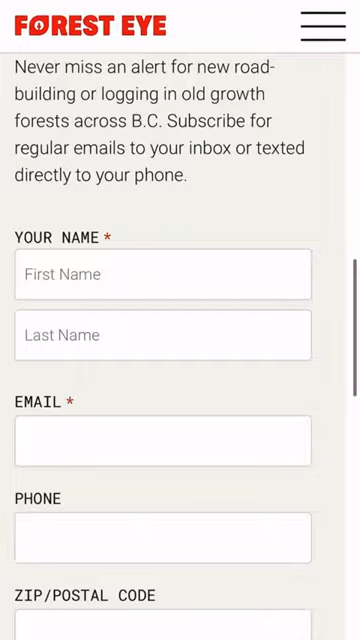 FOREST EYE
Never miss an alert for new road-
building or logging in old growth
forests across B.C. Subscribe for
regular emails to your inbox or texted
directly to your phone.
YOUR NAME *
First Name
Last Name
EMAIL *
PHONE
ZIP/POSTAL CODE